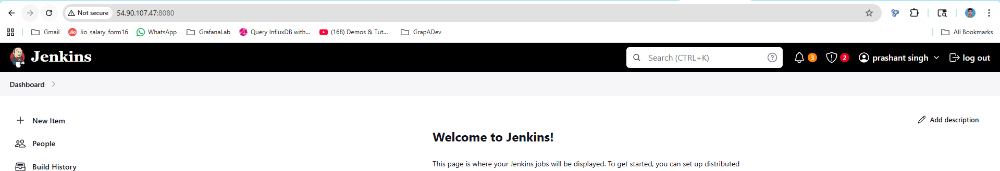 Not secure 54.90.107.47:8080
Gmail Jio_salary_form16 WhatsApp GrafanaLab Query InfluxDB with... (168) Demos & Tut... GrapADev All Bookmarks
Jio
Jenkins Search (CTRL+K) ? 3 2 prashant singh log out
Dashboard
New Item
Add description
Welcome to Jenkins!
People
Build History
This page is where your Jenkins jobs will be displayed. To get started, you can set up distributed